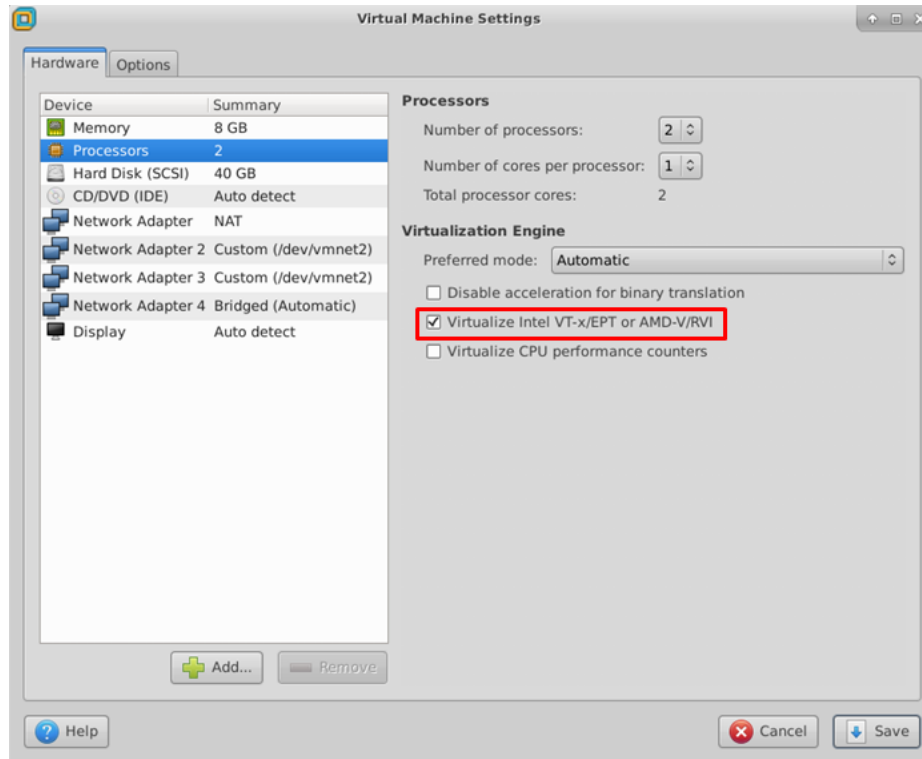 Virtual Machine Settings
Hardware
Options
Device Summary
Memory 8 GB
Processors 2
Hard Disk (SCSI) 40 GB
CD/DVD (IDE) Auto detect
Network Adapter NAT
Network Adapter 2 Custom (/dev/vmnet2)
Network Adapter 3 Custom (/dev/vmnet2)
Network Adapter 4 Bridged (Automatic)
Display Auto detect
Add...
Remove
Processors
Number of processors: 2
Number of cores per processor: 1
Total processor cores: 2
Virtualization Engine
Preferred mode: Automatic
Disable acceleration for binary translation
Virtualize Intel VT-x/EPT or AMD-V/RVI
Virtualize CPU performance counters
Help
Cancel
Save